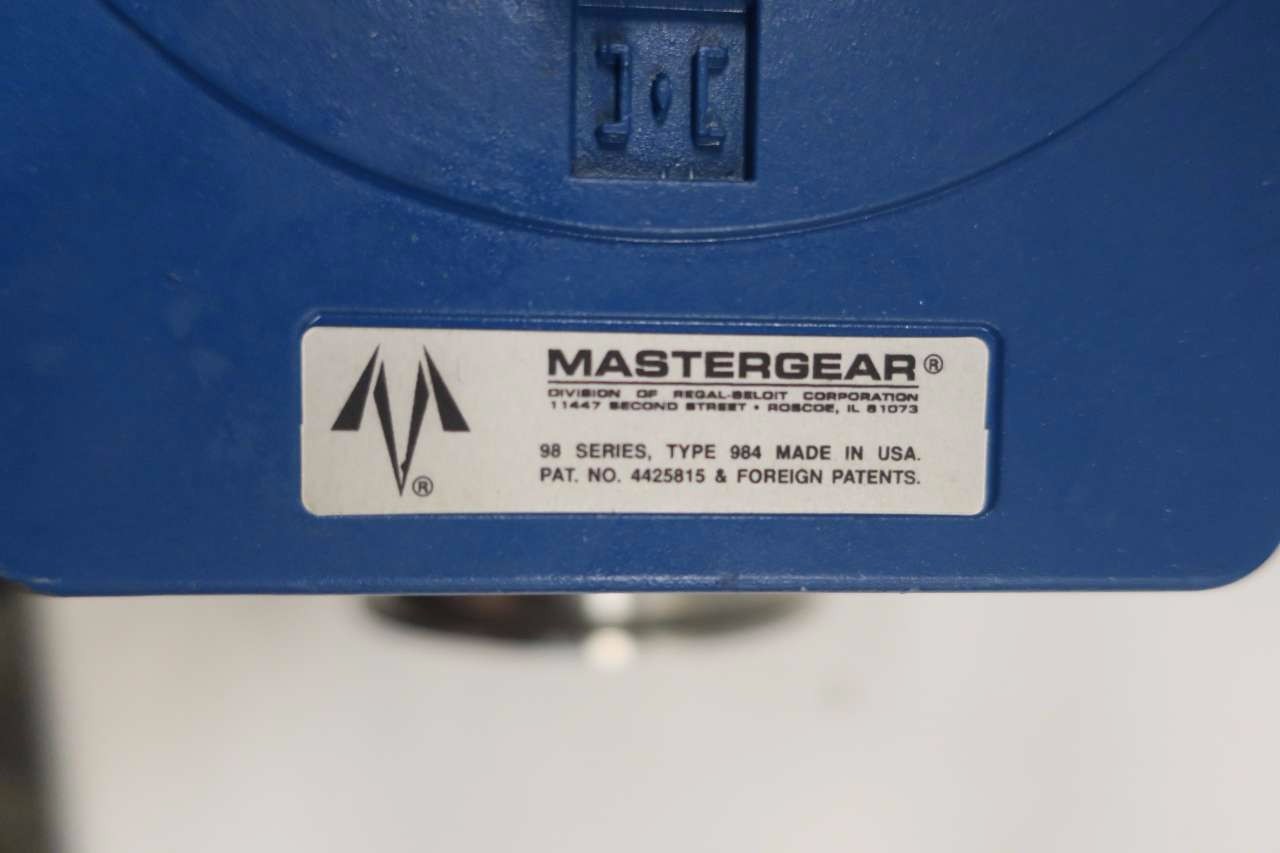 MASTERGEAR®
DIVISION OF REGAL-BELOIT CORPORATION
11447 SECOND STREET • ROSCOE, IL 61073
98 SERIES, TYPE 984 MADE IN USA.
PAT. NO. 4425815 & FOREIGN PATENTS.
®